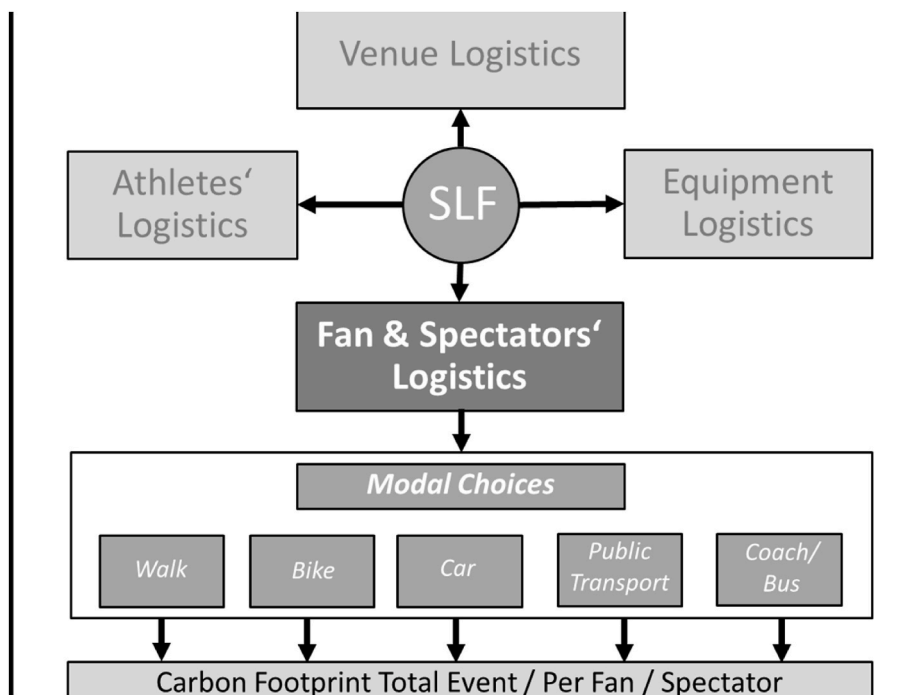 Venue Logistics
Athletes‘
Logistics
SLF
Equipment
Logistics
Fan & Spectators‘
Logistics
Modal Choices
Walk
Bike
Car
Public
Transport
Coach/
Bus
Carbon Footprint Total Event / Per Fan / Spectator